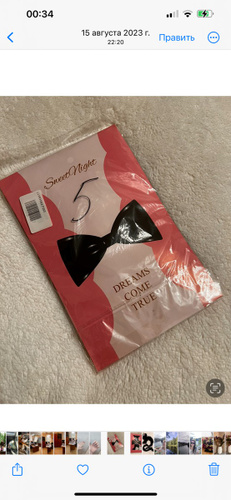 00:34
15 августа 2023 г.
22:20
Править
Sweet Night
5
DREAMS
COME
TRUE